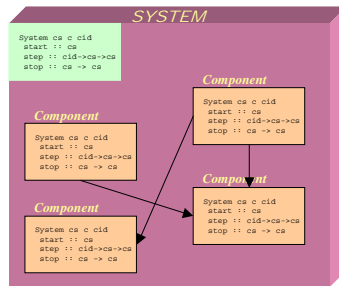 SYSTEM
System cs c cid
start :: cs
step :: cid->cs->cs
stop :: cs -> cs
Component
System cs c cid
start :: cs
step :: cid->cs->cs
stop :: cs -> cs
Component
System cs c cid
start :: cs
step :: cid->cs->cs
stop :: cs -> cs
Component
System cs c cid
start :: cs
step :: cid->cs->cs
stop :: cs -> cs
Component
System cs c cid
start :: cs
step :: cid->cs->cs
stop :: cs -> cs